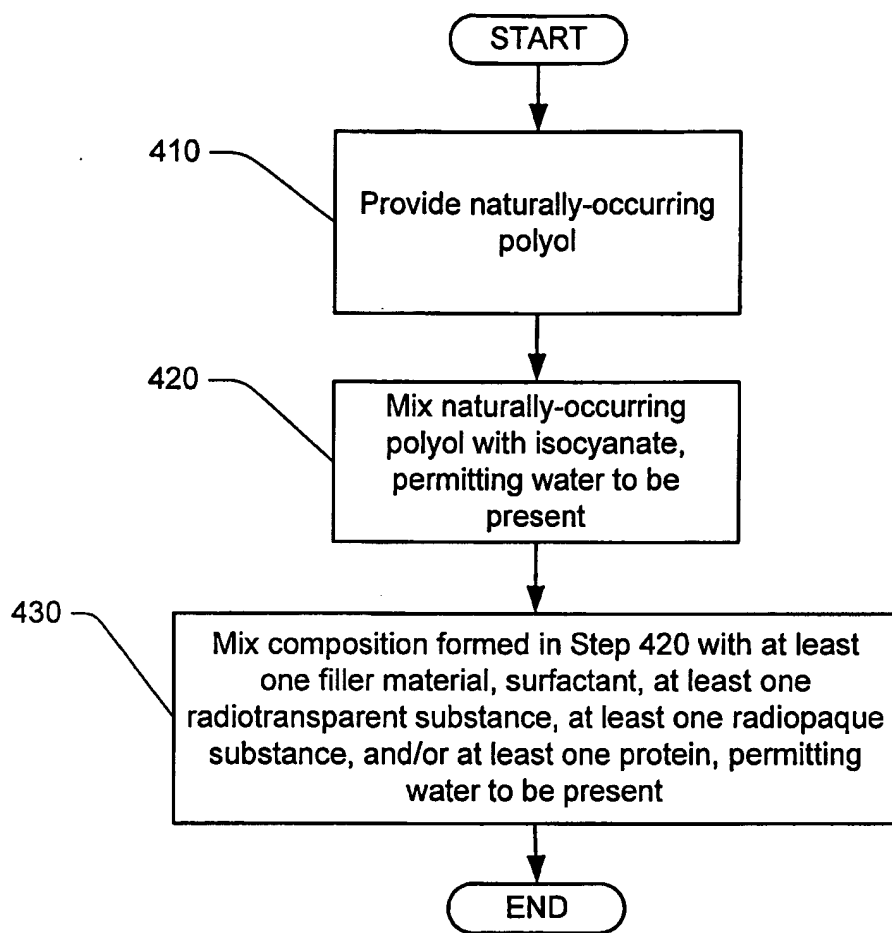 START
410
Provide naturally-occurring
polyol
420
Mix naturally-occurring
polyol with isocyanate,
permitting water to be
present
430
Mix composition formed in Step 420 with at least
one filler material, surfactant, at least one
radiotransparent substance, at least one radiopaque
substance, and/or at least one protein, permitting
water to be present
END